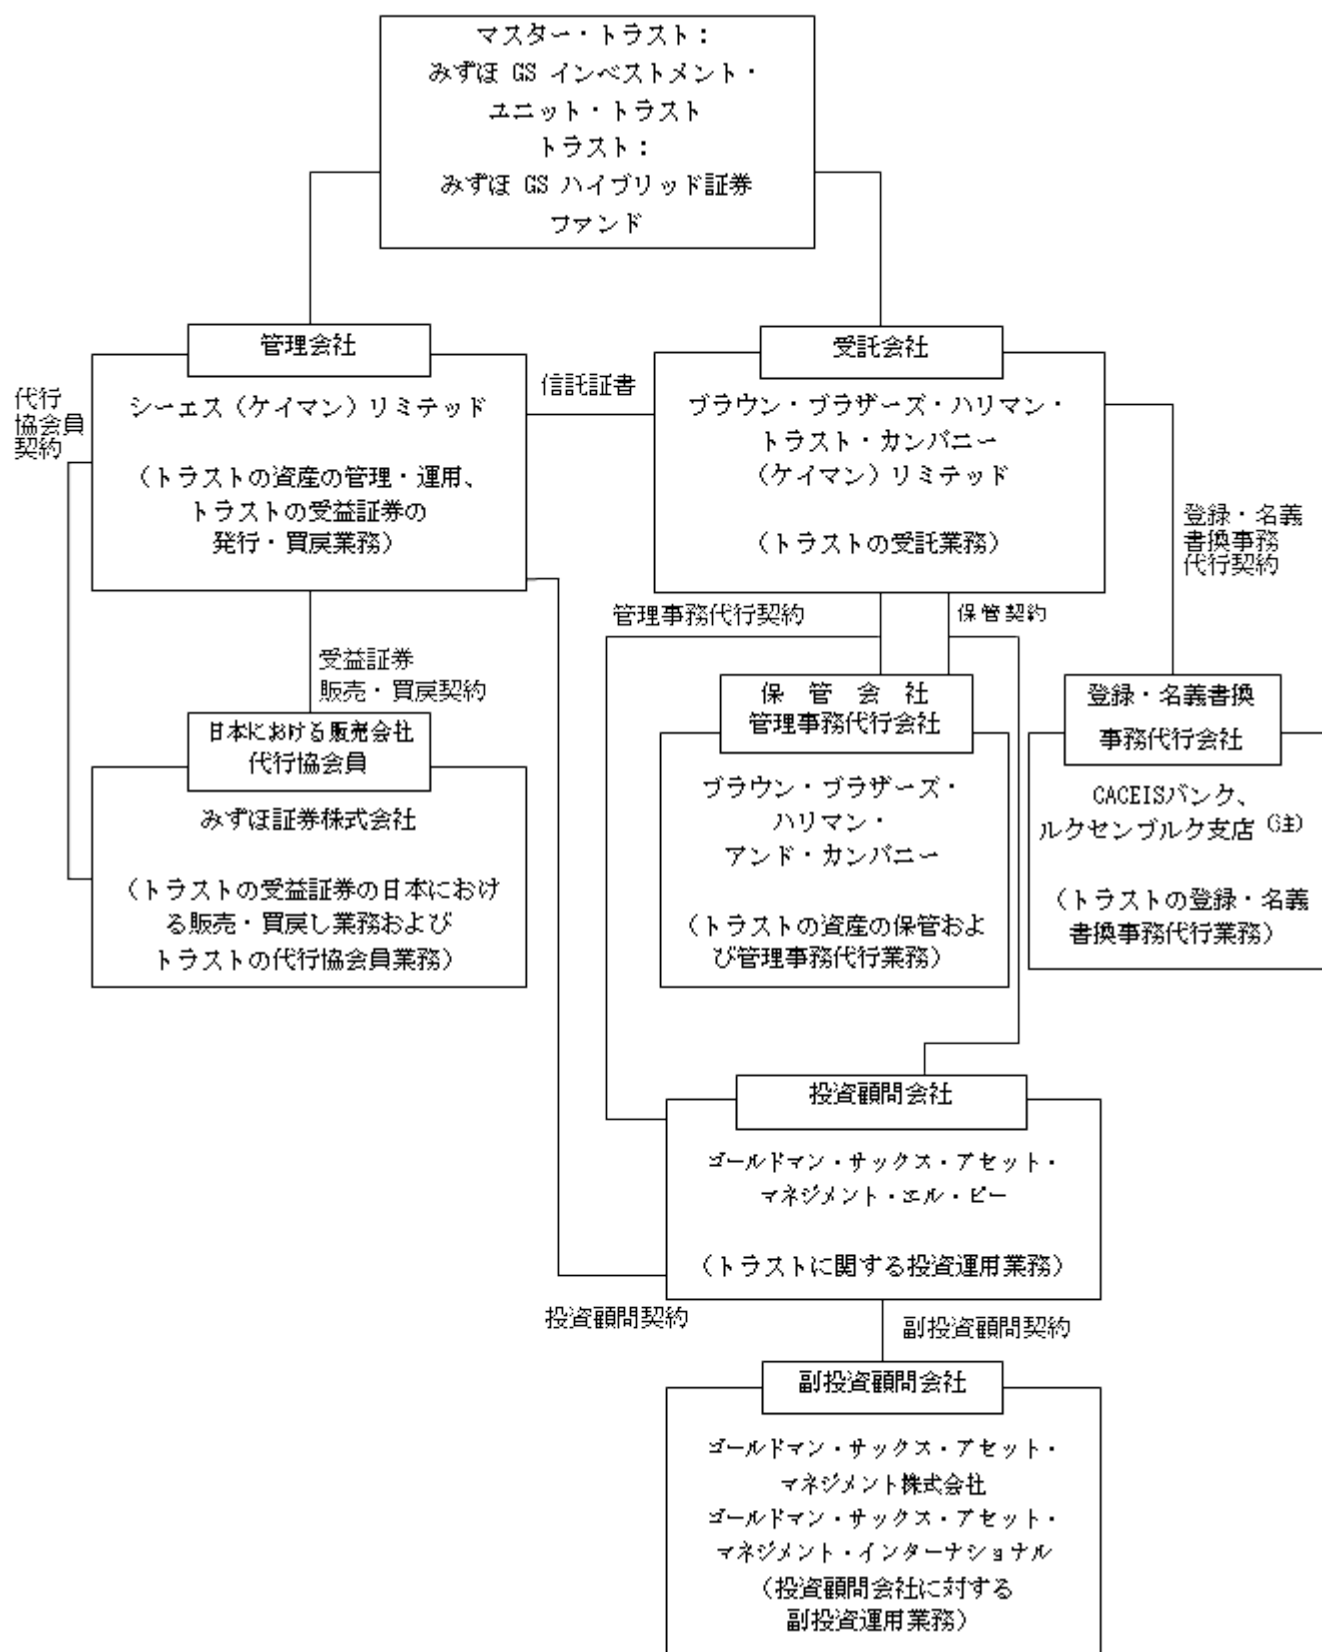 マスター・トラスト：
みずほ GS インベストメント・
ユニット・トラスト
トラスト：
みずほ GS ハイブリッド証券
ファンド
管理会社
シーエス（ケイマン）リミテッド
（トラストの資産の管理・運用、
トラストの受益証券の
発行・買戻業務）
代行
協会員
契約
信託証書
受託会社
ブラウン・ブラザーズ・ハリマン・
トラスト・カンパニー
（ケイマン）リミテッド
（トラストの受託業務）
登録・名義
書換事務
代行契約
管理事務代行契約
保管契約
受益証券
販売・買戻契約
日本における販売会社
代行協会員
みずほ証券株式会社
（トラストの受益証券の日本におけ
る販売・買戻し業務および
トラストの代行協会員業務）
保管会社
管理事務代行会社
ブラウン・ブラザーズ・
ハリマン・
アンド・カンパニー
（トラストの資産の保管およ
び管理事務代行業務）
登録・名義書換
事務代行会社
CACEISバンク、
ルクセンブルク支店（注）
（トラストの登録・名義
書換事務代行業務）
投資顧問会社
ゴールドマン・サックス・アセット・
マネジメント・エル・ピー
（トラストに関する投資運用業務）
投資顧問契約
副投資顧問契約
副投資顧問会社
ゴールドマン・サックス・アセット・
マネジメント株式会社
ゴールドマン・サックス・アセット・
マネジメント・インターナショナル
（投資顧問会社に対する
副投資運用業務）